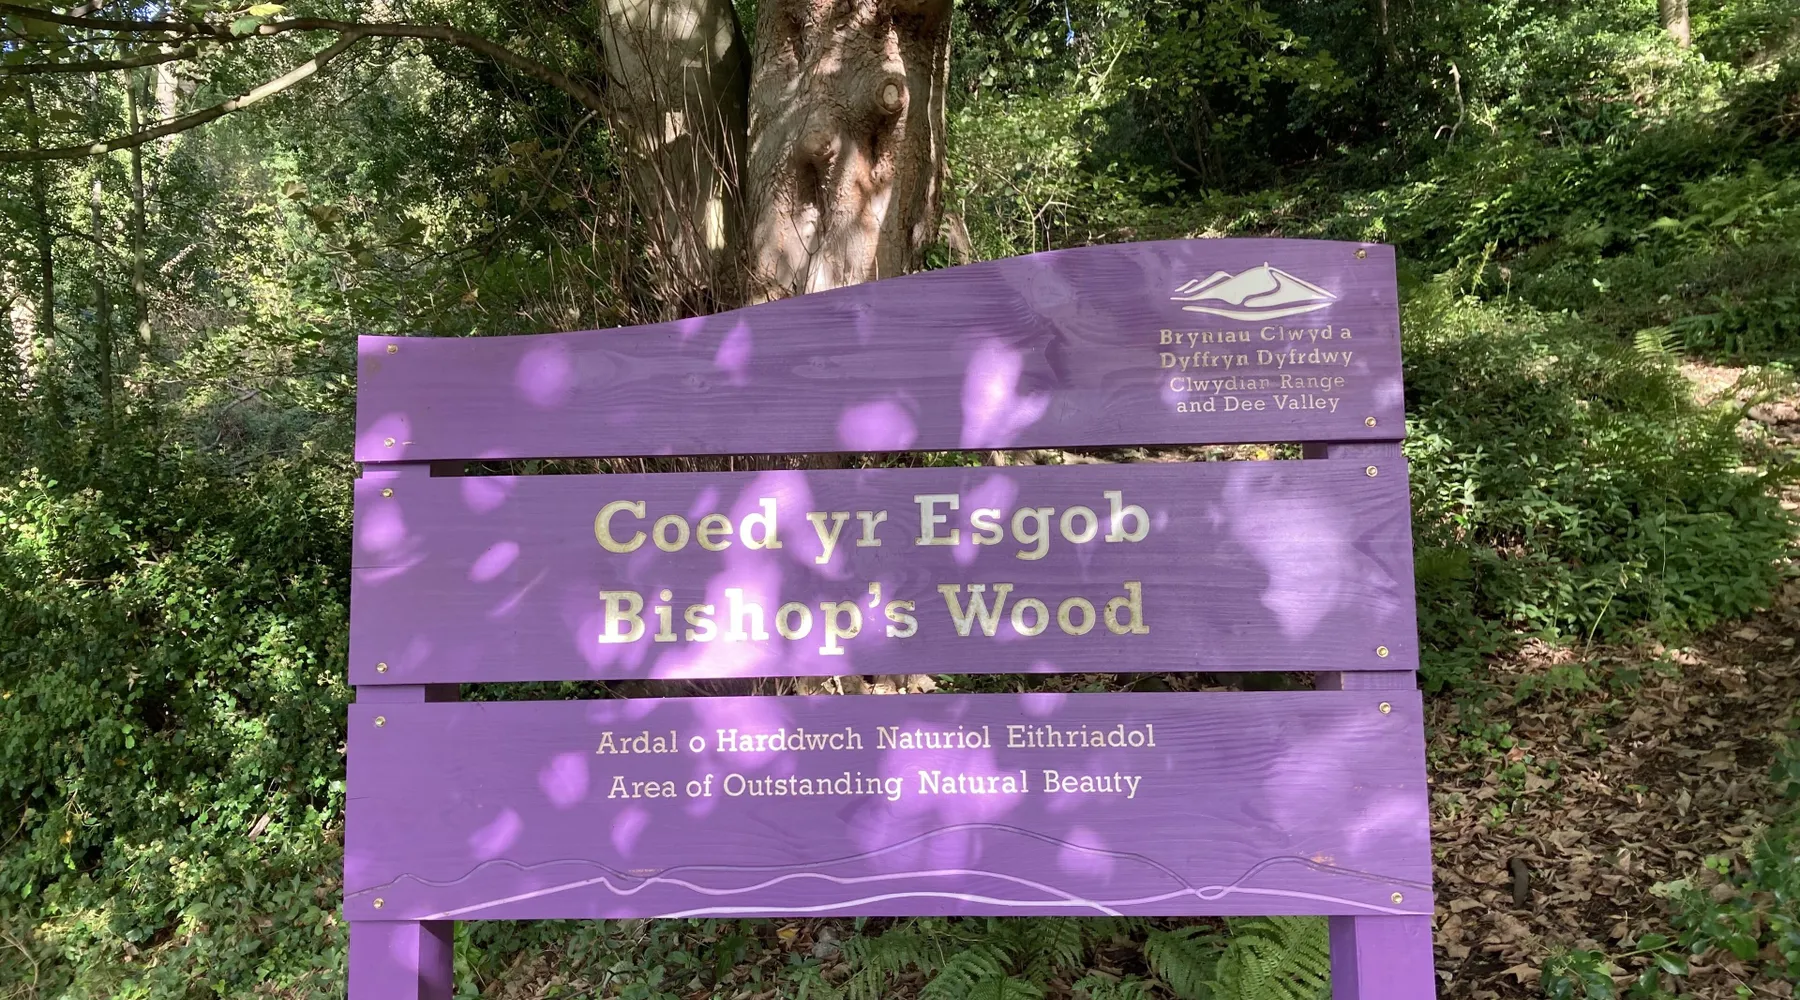 Bryniau Clwyd a
Dyffryn Dyfrdwy
Clwydian Range
and Dee Valley
Coed yr Esgob
Bishop's Wood
Ardal o Harddwch Naturiol Eithriadol
Area of Outstanding Natural Beauty